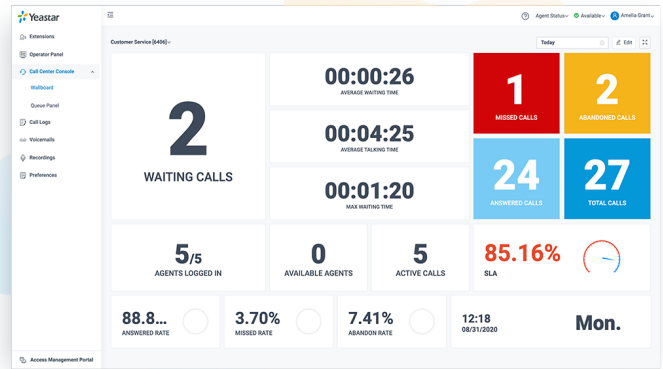 Yeastar
Agent Status
Available
Amelia Grant
Extensions
Operator Panel
Call Center Console
Wallboard
Queue Panel
Call Logs
Voicemails
Recordings
Preferences
Access Management Portal
Customer Service [6406]
Today
Edit
2
WAITING CALLS
00:00:26
AVERAGE WAITING TIME
00:04:25
AVERAGE TALKING TIME
00:01:20
MAX WAITING TIME
1
MISSED CALLS
2
ABANDONED CALLS
24
ANSWERED CALLS
27
TOTAL CALLS
5/5
AGENTS LOGGED IN
0
AVAILABLE AGENTS
5
ACTIVE CALLS
85.16%
SLA
88.8...
ANSWERED RATE
3.70%
MISSED RATE
7.41%
ABANDON RATE
12:18
08/31/2020
Mon.